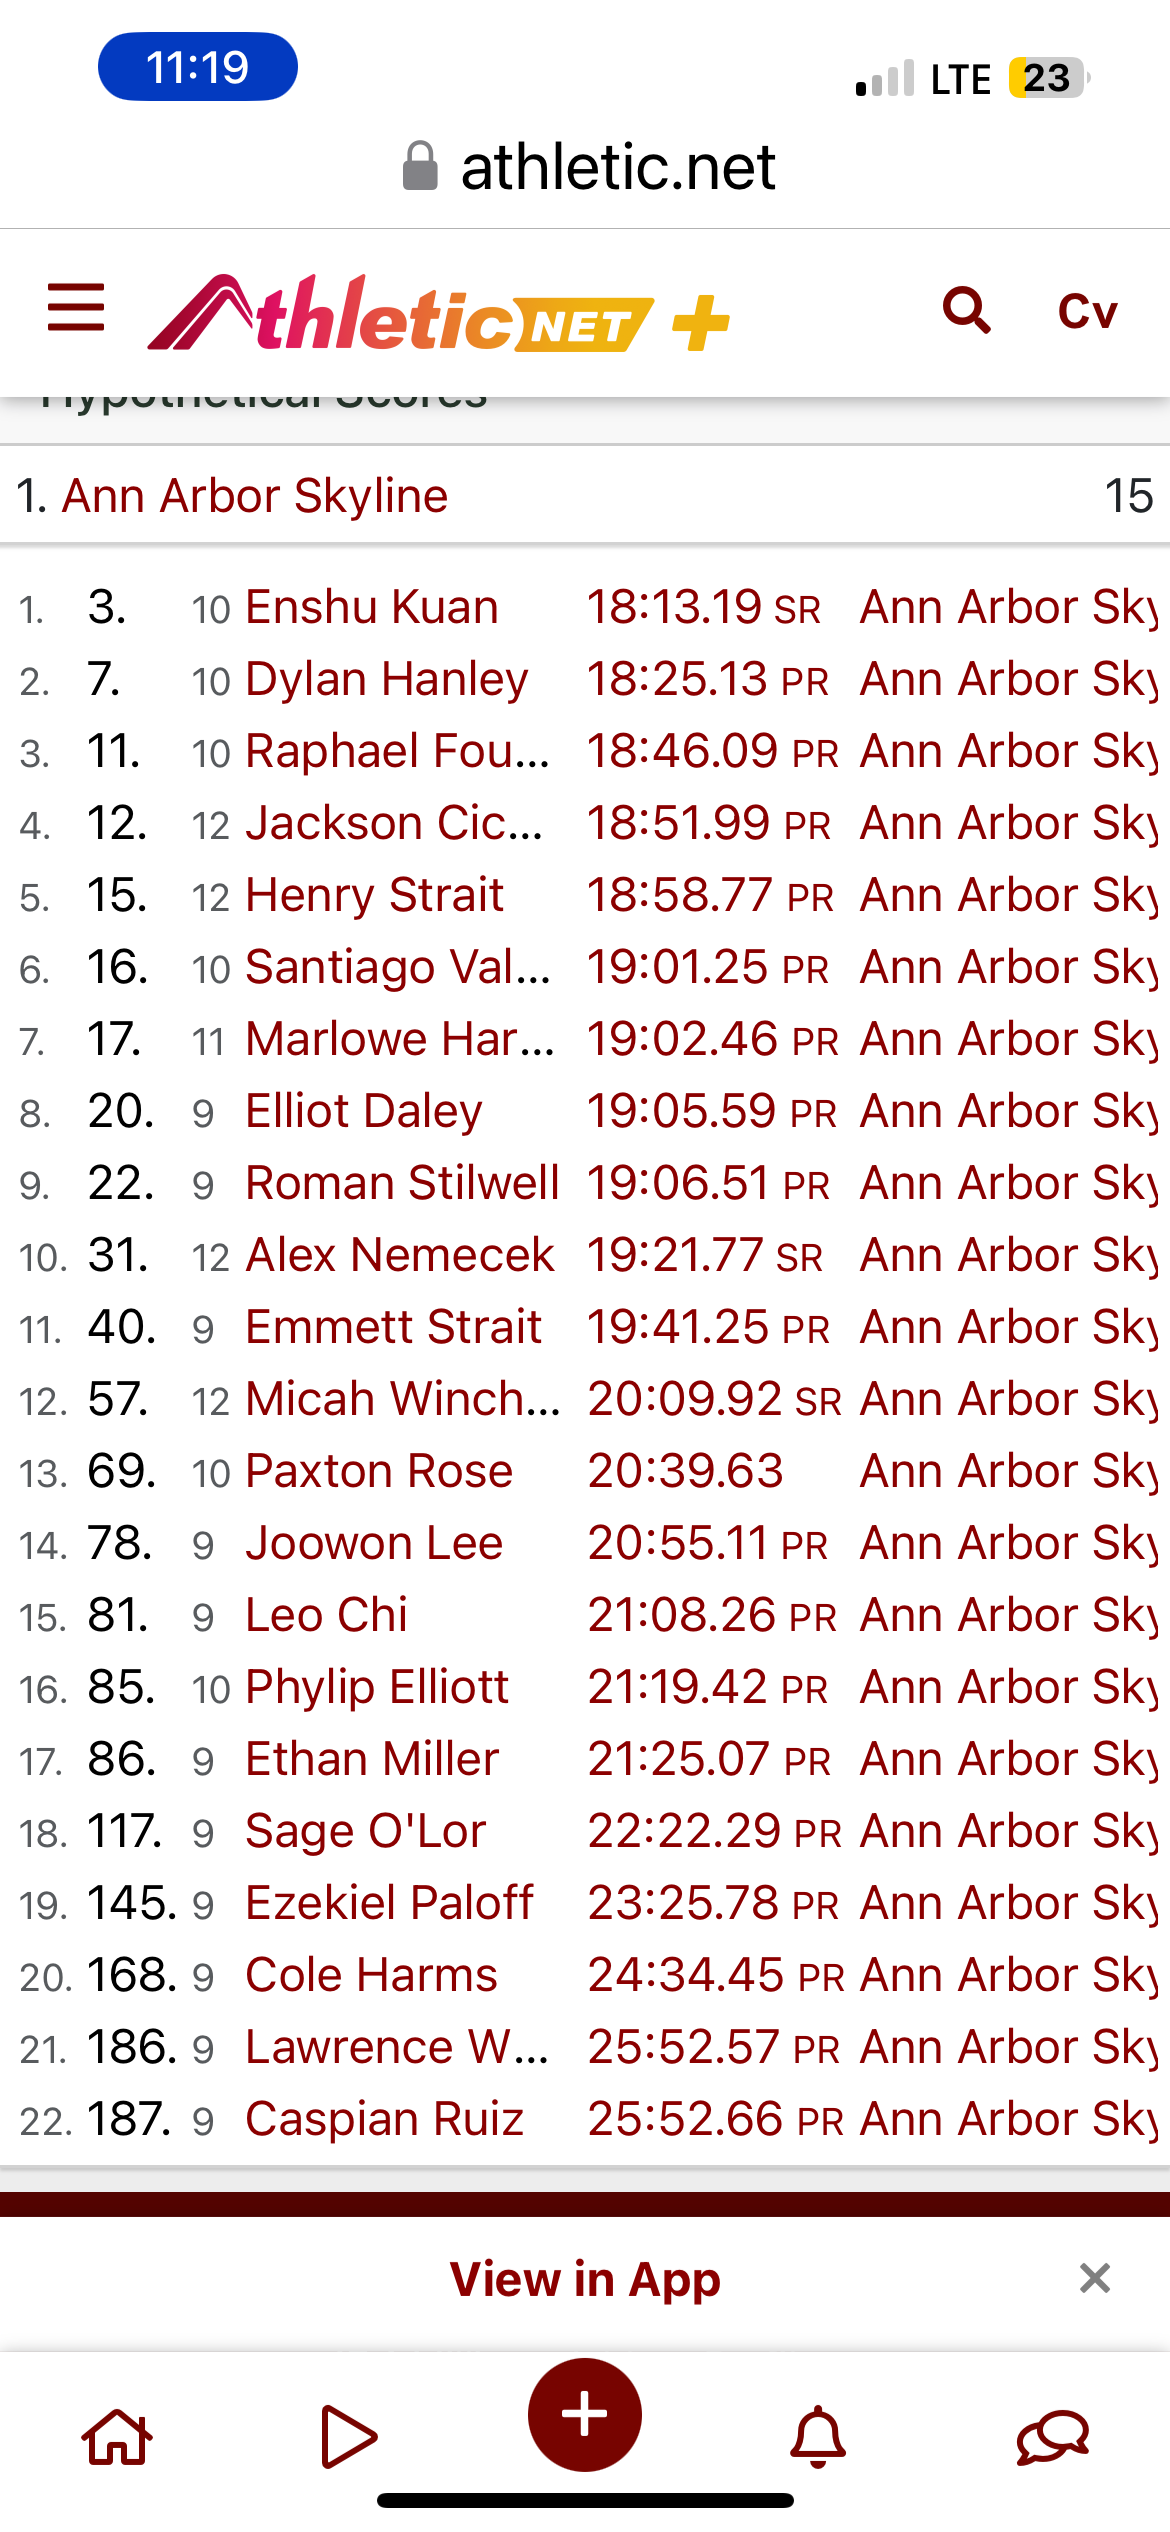 11:19 LTE 23
athletic.net
Athletic NET + Cv
Hypothetical Scores
1. Ann Arbor Skyline 15
1. 3. 10 Enshu Kuan 18:13.19 SR Ann Arbor Sky
2. 7. 10 Dylan Hanley 18:25.13 PR Ann Arbor Sky
3. 11. 10 Raphael Fou... 18:46.09 PR Ann Arbor Sky
4. 12. 12 Jackson Cic... 18:51.99 PR Ann Arbor Sky
5. 15. 12 Henry Strait 18:58.77 PR Ann Arbor Sky
6. 16. 10 Santiago Val... 19:01.25 PR Ann Arbor Sky
7. 17. 11 Marlowe Har... 19:02.46 PR Ann Arbor Sky
8. 20. 9 Elliot Daley 19:05.59 PR Ann Arbor Sky
9. 22. 9 Roman Stilwell 19:06.51 PR Ann Arbor Sky
10. 31. 12 Alex Nemecek 19:21.77 SR Ann Arbor Sky
11. 40. 9 Emmett Strait 19:41.25 PR Ann Arbor Sky
12. 57. 12 Micah Winch... 20:09.92 SR Ann Arbor Sky
13. 69. 10 Paxton Rose 20:39.63 Ann Arbor Sky
14. 78. 9 Joowon Lee 20:55.11 PR Ann Arbor Sky
15. 81. 9 Leo Chi 21:08.26 PR Ann Arbor Sky
16. 85. 10 Phylip Elliott 21:19.42 PR Ann Arbor Sky
17. 86. 9 Ethan Miller 21:25.07 PR Ann Arbor Sky
18. 117. 9 Sage O'Lor 22:22.29 PR Ann Arbor Sky
19. 145. 9 Ezekiel Paloff 23:25.78 PR Ann Arbor Sky
20. 168. 9 Cole Harms 24:34.45 PR Ann Arbor Sky
21. 186. 9 Lawrence W... 25:52.57 PR Ann Arbor Sky
22. 187. 9 Caspian Ruiz 25:52.66 PR Ann Arbor Sky
View in App